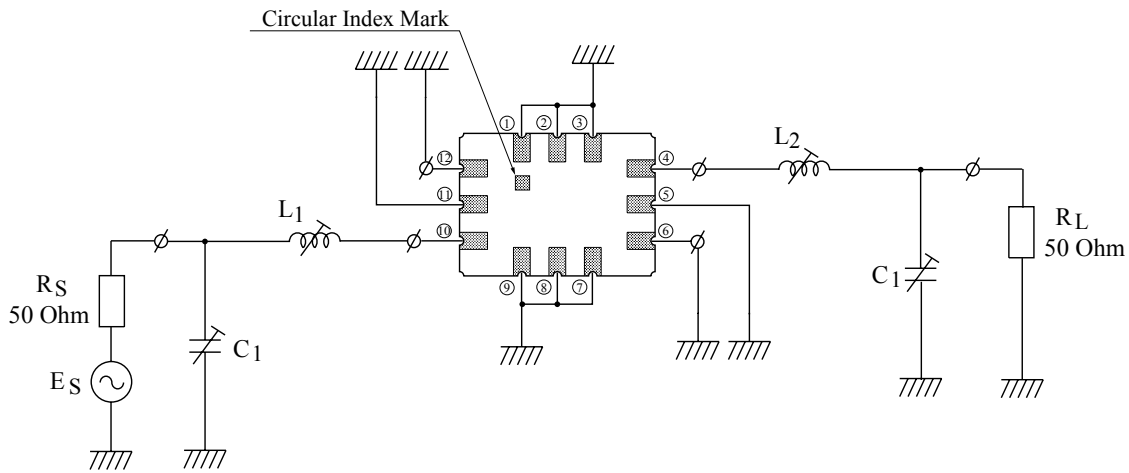 Circular Index Mark
① ② ③
⑫ ④
⑪ ⑤
⑩ ⑥
⑨ ⑧ ⑦
L1
L2
RS
50 Ohm
C1
ES
C1
RL
50 Ohm